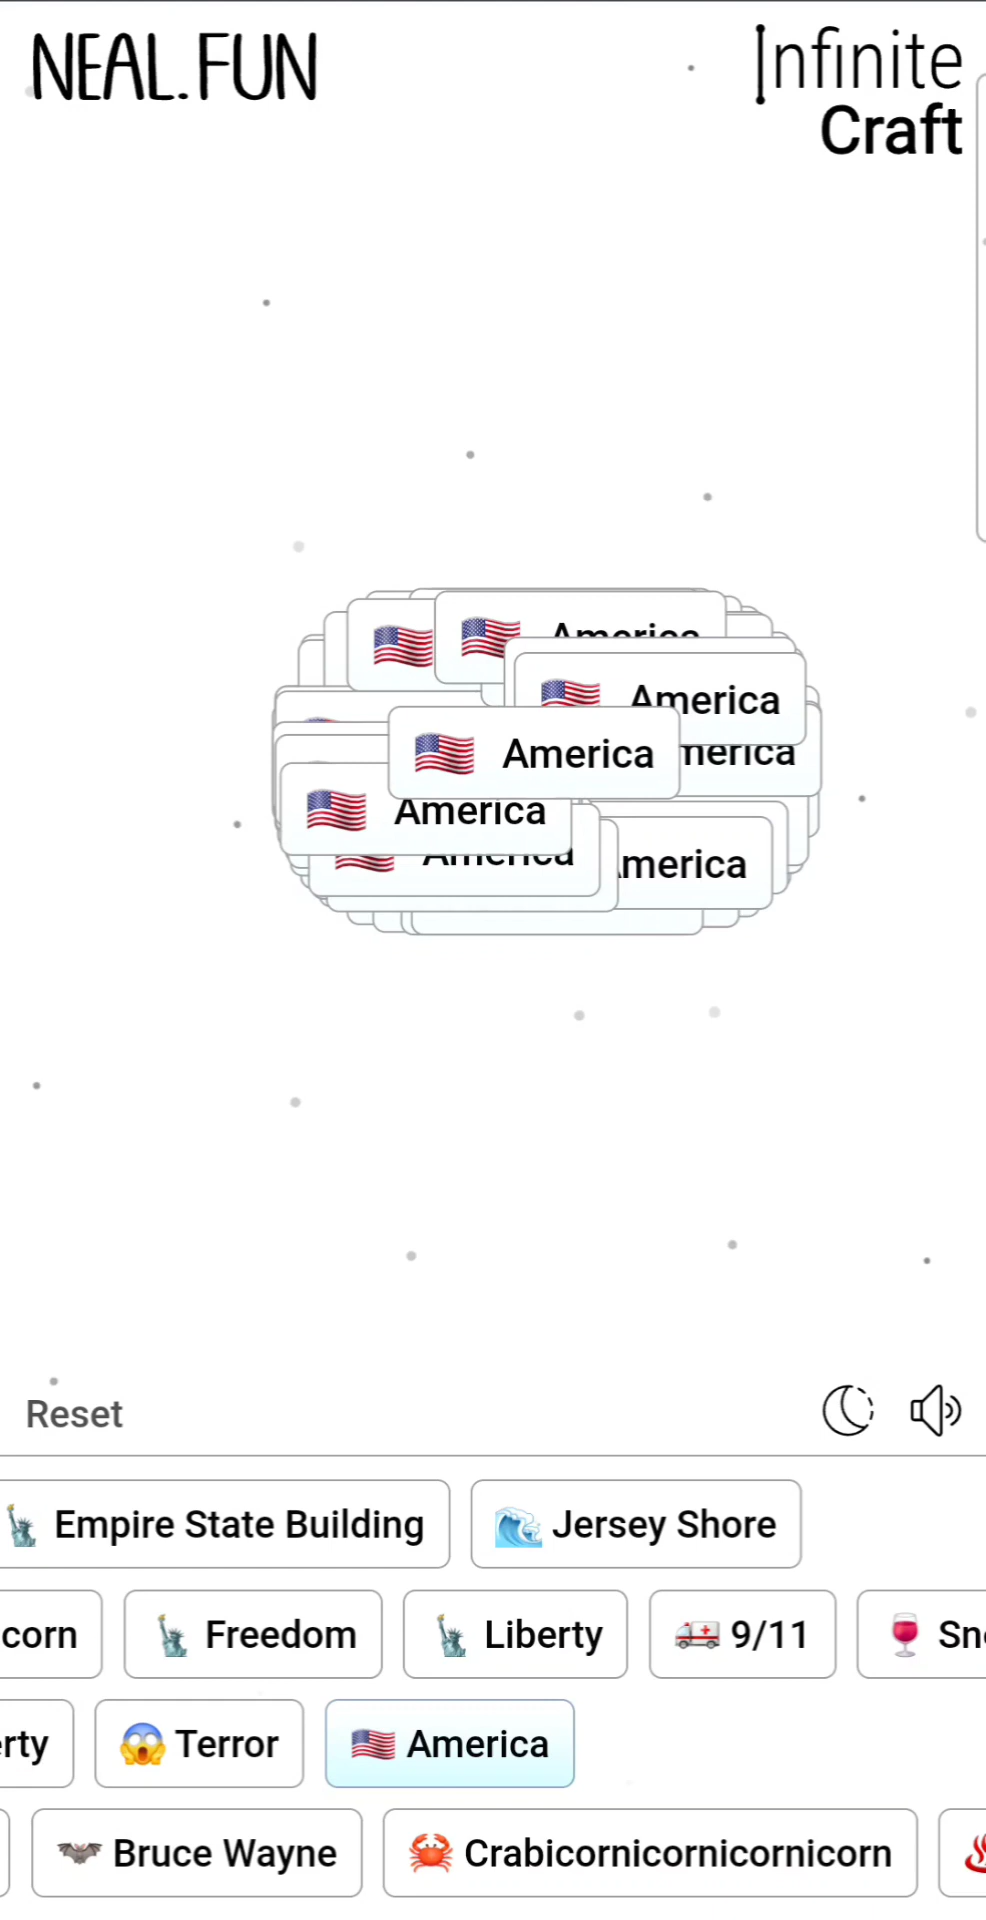 NEAL.FUN
Infinite
Craft
America
America
America
America
America
Reset
Empire State Building
Jersey Shore
corn
Freedom
Liberty
9/11
Terror
America
Bruce Wayne
Crabicornicornicornicorn